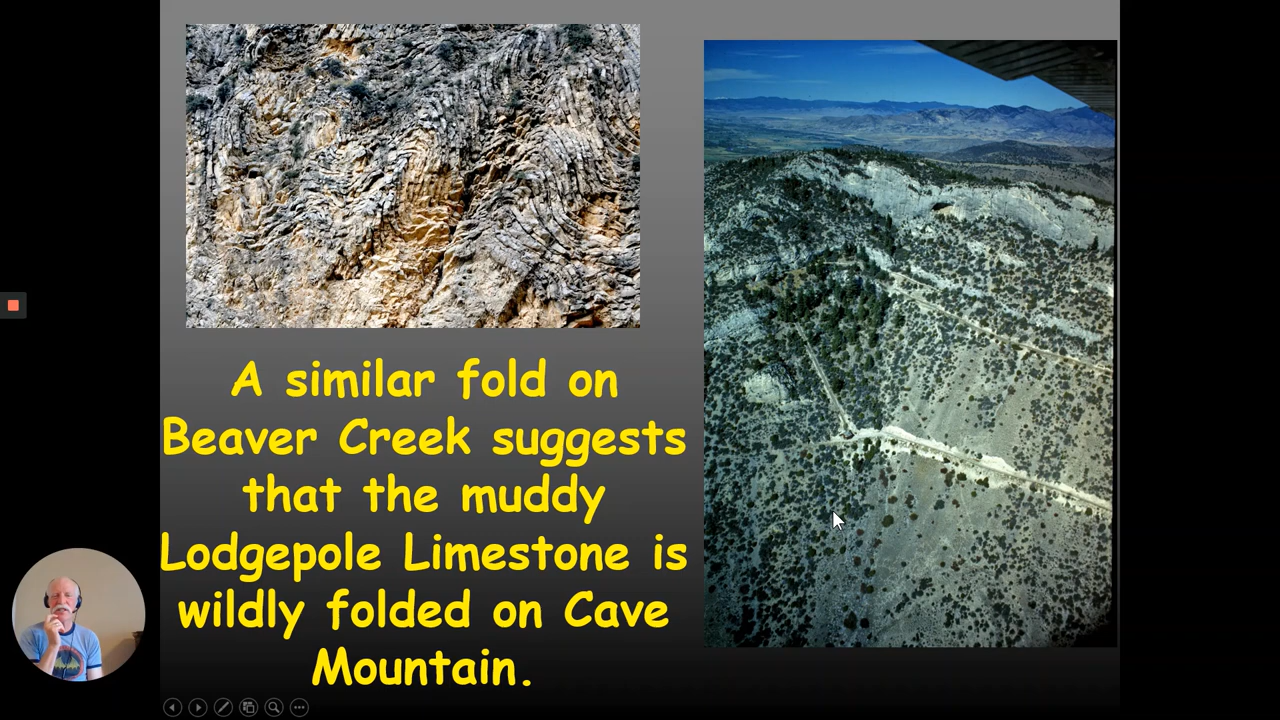 A similar fold on
Beaver Creek suggests
that the muddy
Lodgepole Limestone is
wildly folded on Cave
Mountain.